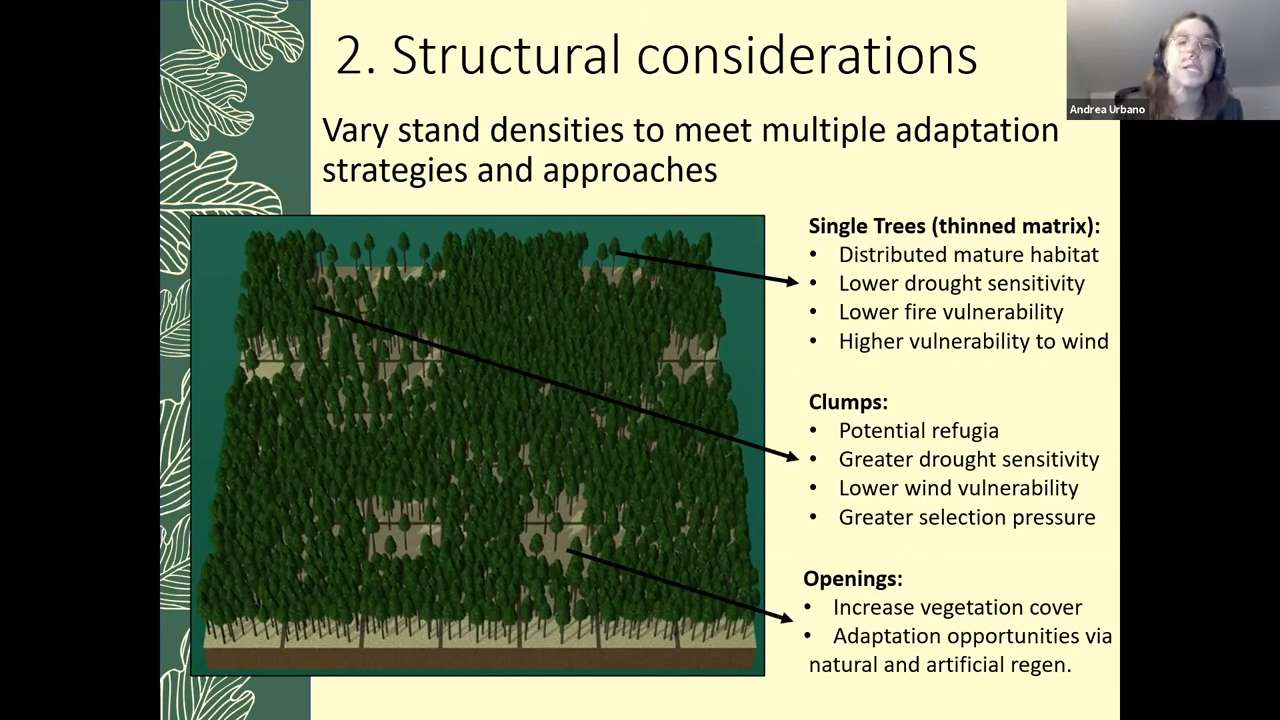 2. Structural considerations
Andrea Urbano
Vary stand densities to meet multiple adaptation
strategies and approaches
Single Trees (thinned matrix):
• Distributed mature habitat
• Lower drought sensitivity
• Lower fire vulnerability
• Higher vulnerability to wind
Clumps:
• Potential refugia
• Greater drought sensitivity
• Lower wind vulnerability
• Greater selection pressure
Openings:
• Increase vegetation cover
• Adaptation opportunities via
natural and artificial regen.